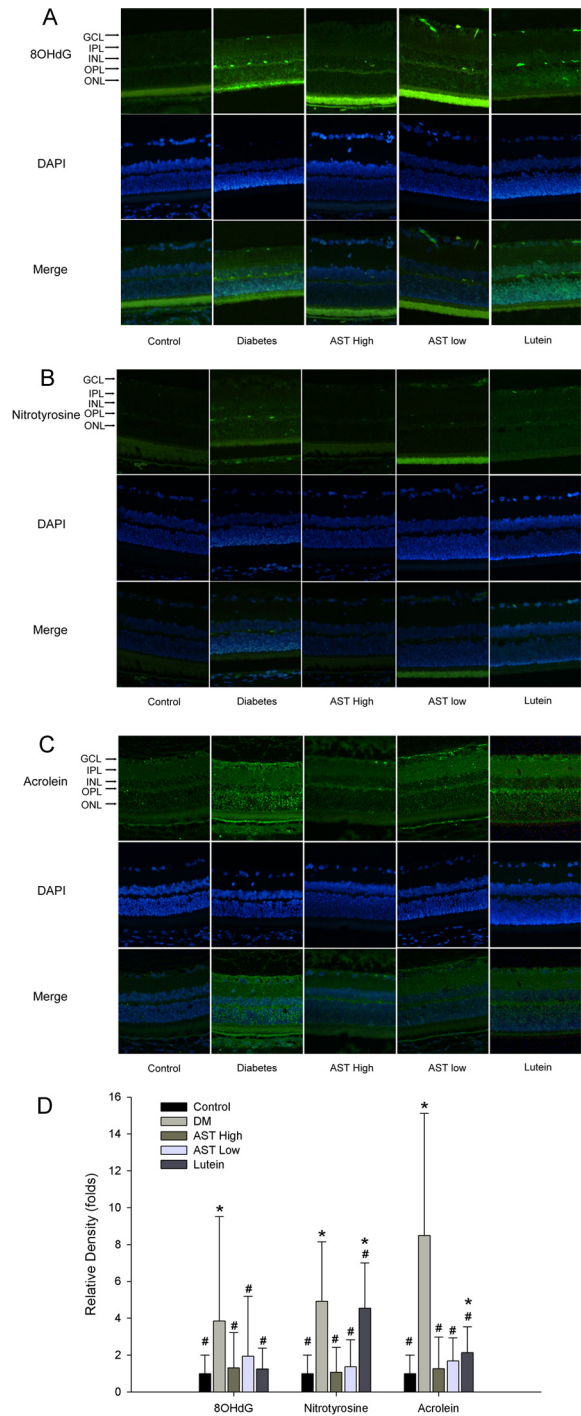 A
8OHdG
GCL
IPL
INL
OPL
ONL
DAPI
Merge
Control Diabetes AST High AST low Lutein
B
Nitrotyrosine
GCL
IPL
INL
OPL
ONL
DAPI
Merge
Control Diabetes AST High AST low Lutein
C
Acrolein
GCL
IPL
INL
OPL
ONL
DAPI
Merge
Control Diabetes AST High AST low Lutein
D
Relative Density (folds)
16
14
12
10
8
6
4
2
0
Control
DM
AST High
AST Low
Lutein
# * # # #
# * # # * #
# * # # * #
8OHdG Nitrotyrosine Acrolein